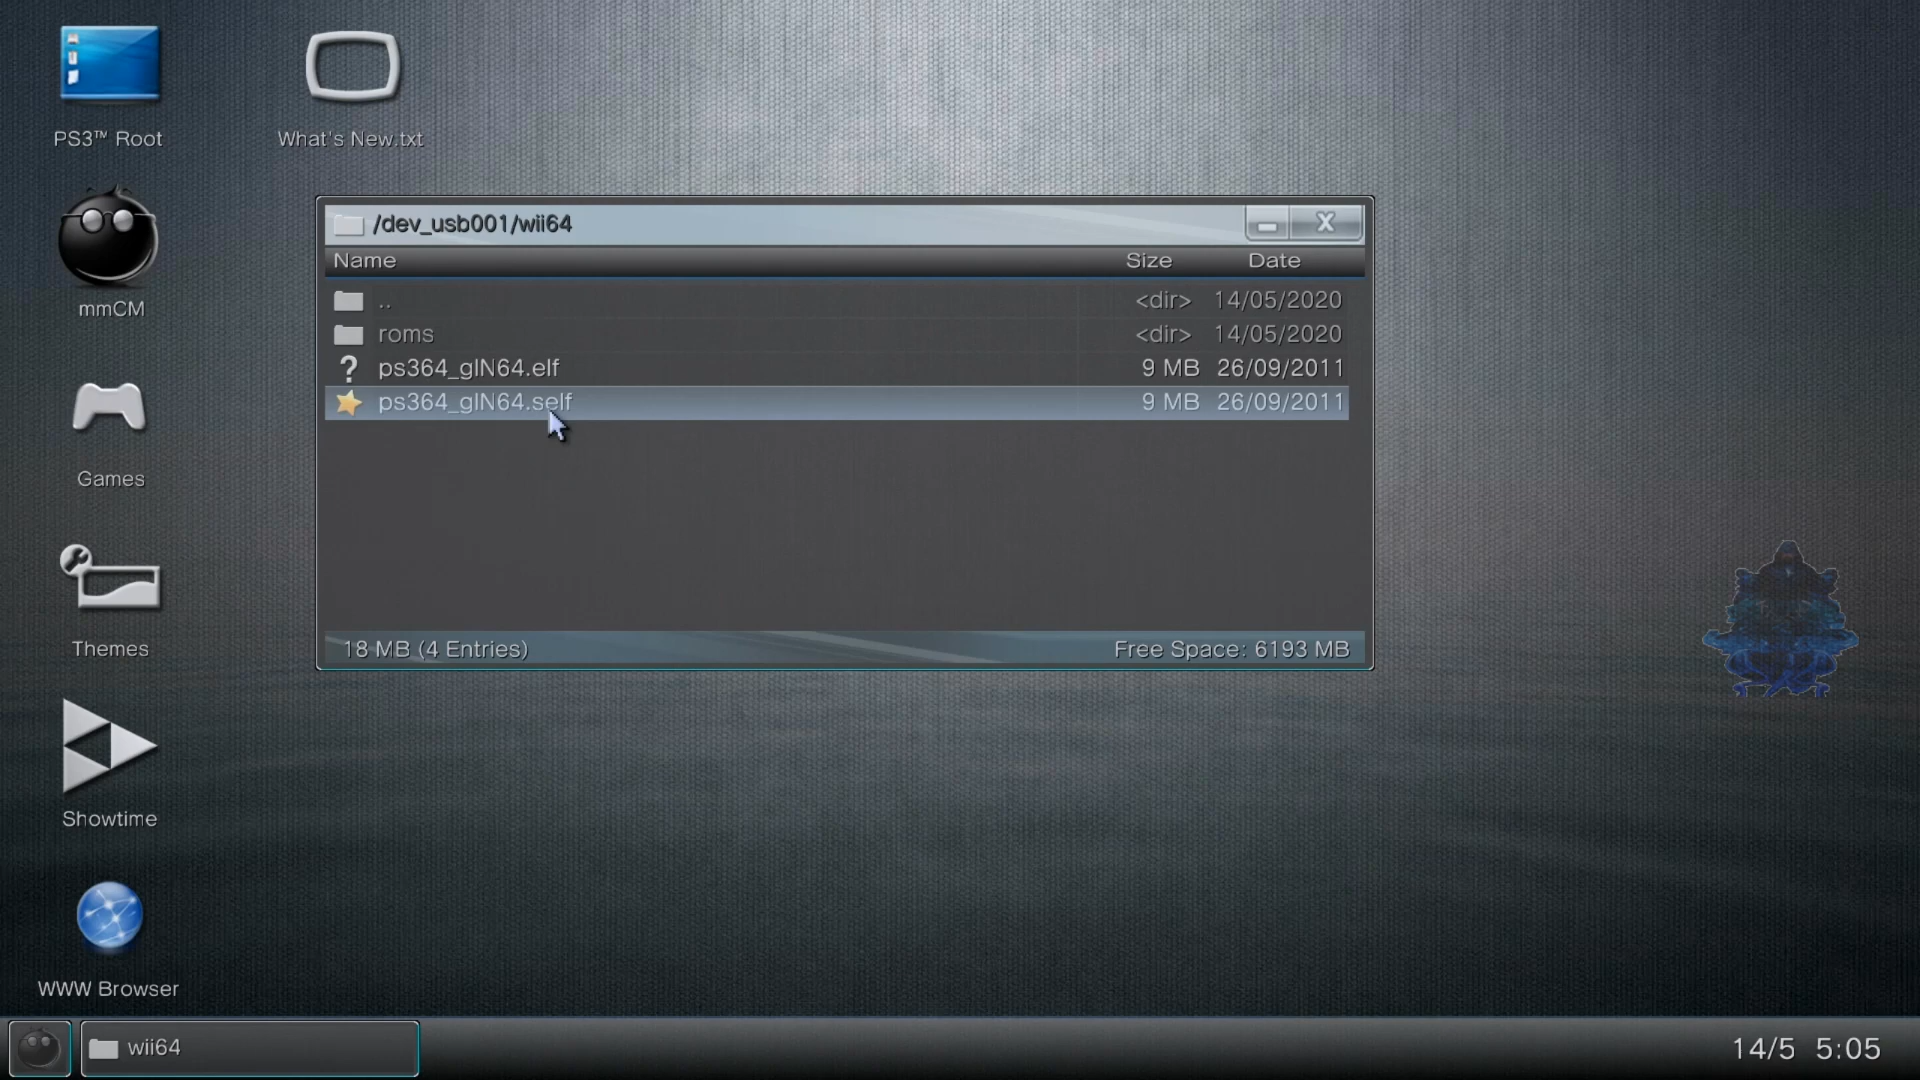 PS3™ Root
What's New.txt
mmCM
Games
Themes
Showtime
WWW Browser
/dev_usb001/wii64
X
Name Size Date
.. <dir> 14/05/2020
roms <dir> 14/05/2020
? ps364_glN64.elf 9 MB 26/09/2011
ps364_glN64.self 9 MB 26/09/2011
18 MB (4 Entries) Free Space: 6193 MB
wii64
14/5 5:05